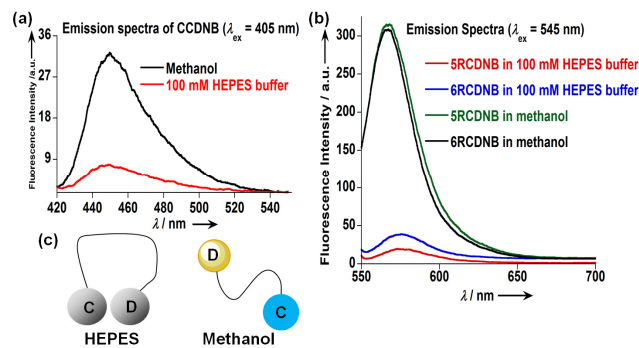 (a)
Emission spectra of CCDNB (λex = 405 nm)
Fluorescence Intensity /a.u.
36
27
18
9
Methanol
100 mM HEPES buffer
420 440 460 480 500 520 540
λ / nm
(b)
Emission Spectra (λex = 545 nm)
Fluorescence Intensity / a.u.
300
250
200
150
100
50
0
5RCDNB in 100 mM HEPES buffer
6RCDNB in 100 mM HEPES buffer
5RCDNB in methanol
6RCDNB in methanol
550 600 650 700
λ / nm
(c)
C D
HEPES
D
C
Methanol